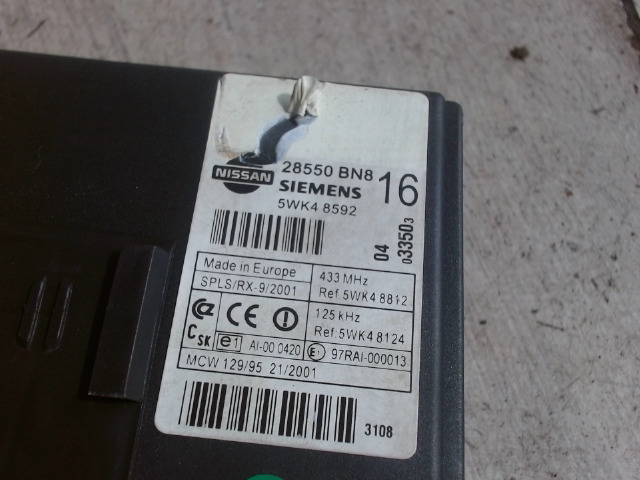 NISSAN
28550 BN8 16
SIEMENS
5WK4 8592
04
033503
Made in Europe
SPLS/RX-9/2001
433 MHz
Ref: 5WK4 8812
125 kHz
Ref: 5WK4 8124
CE
C SK
e1 AI-00 0420
E 97RAI-000013
MCW 129/95 21/2001
3108